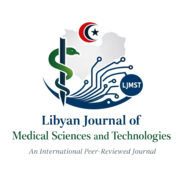 LJMST
Libyan Journal of
Medical Sciences and Technologies
An International Peer-Reviewed Journal